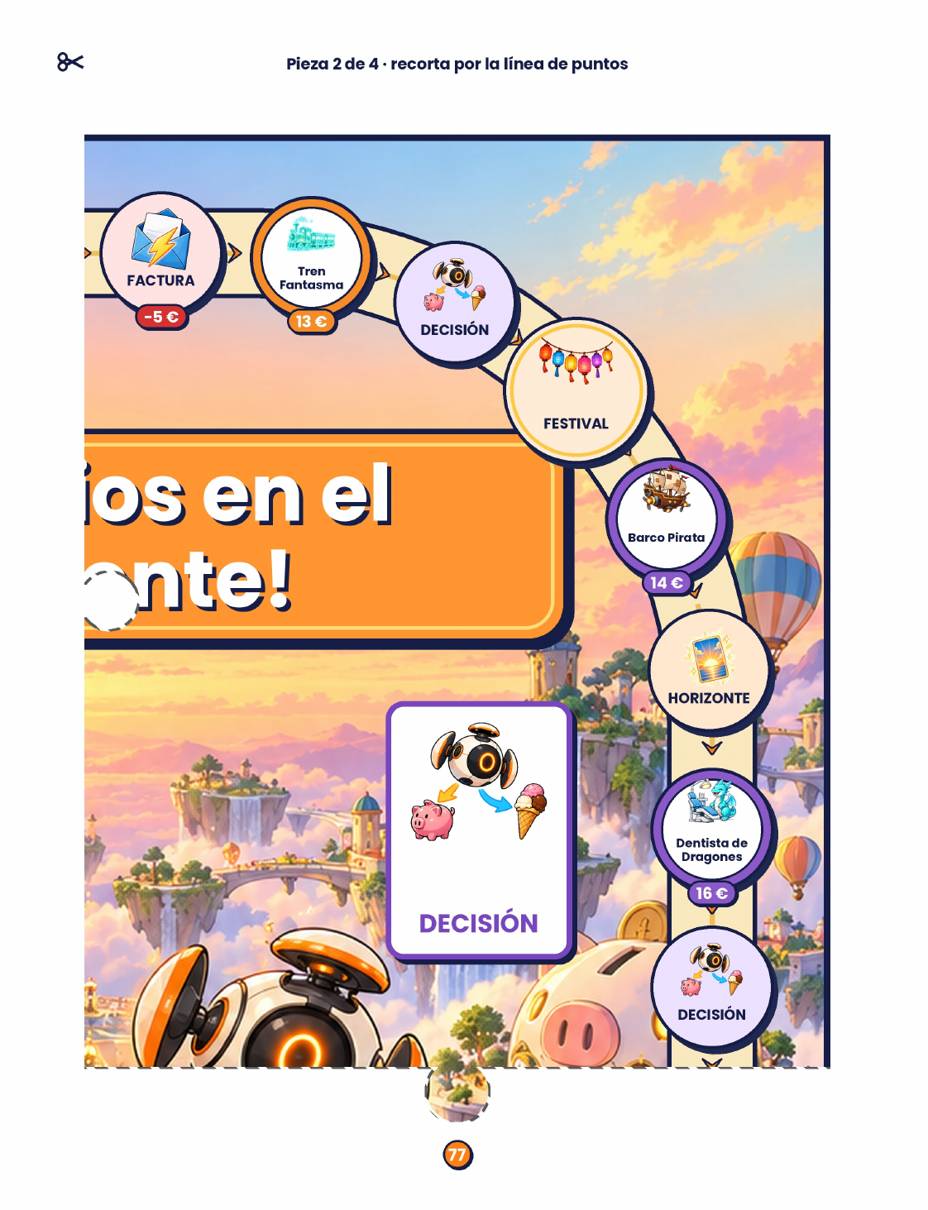 Pieza 2 de 4 · recorta por la línea de puntos
FACTURA
-5 €
Tren
Fantasma
13 €
DECISIÓN
FESTIVAL
ios en el
nte!
Barco Pirata
14 €
HORIZONTE
Dentista de
Dragones
16 €
DECISIÓN
DECISIÓN
77